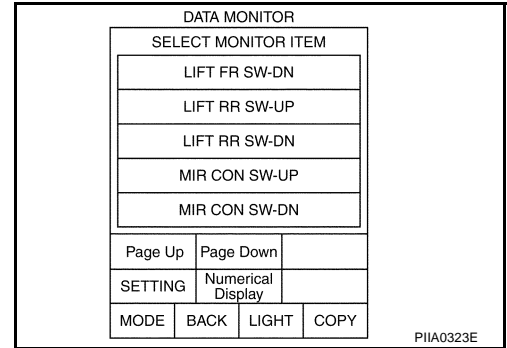 DATA MONITOR
SELECT MONITOR ITEM
LIFT FR SW-DN
LIFT RR SW-UP
LIFT RR SW-DN
MIR CON SW-UP
MIR CON SW-DN
Page Up Page Down
SETTING Numerical Display
MODE BACK LIGHT COPY
PIIA0323E